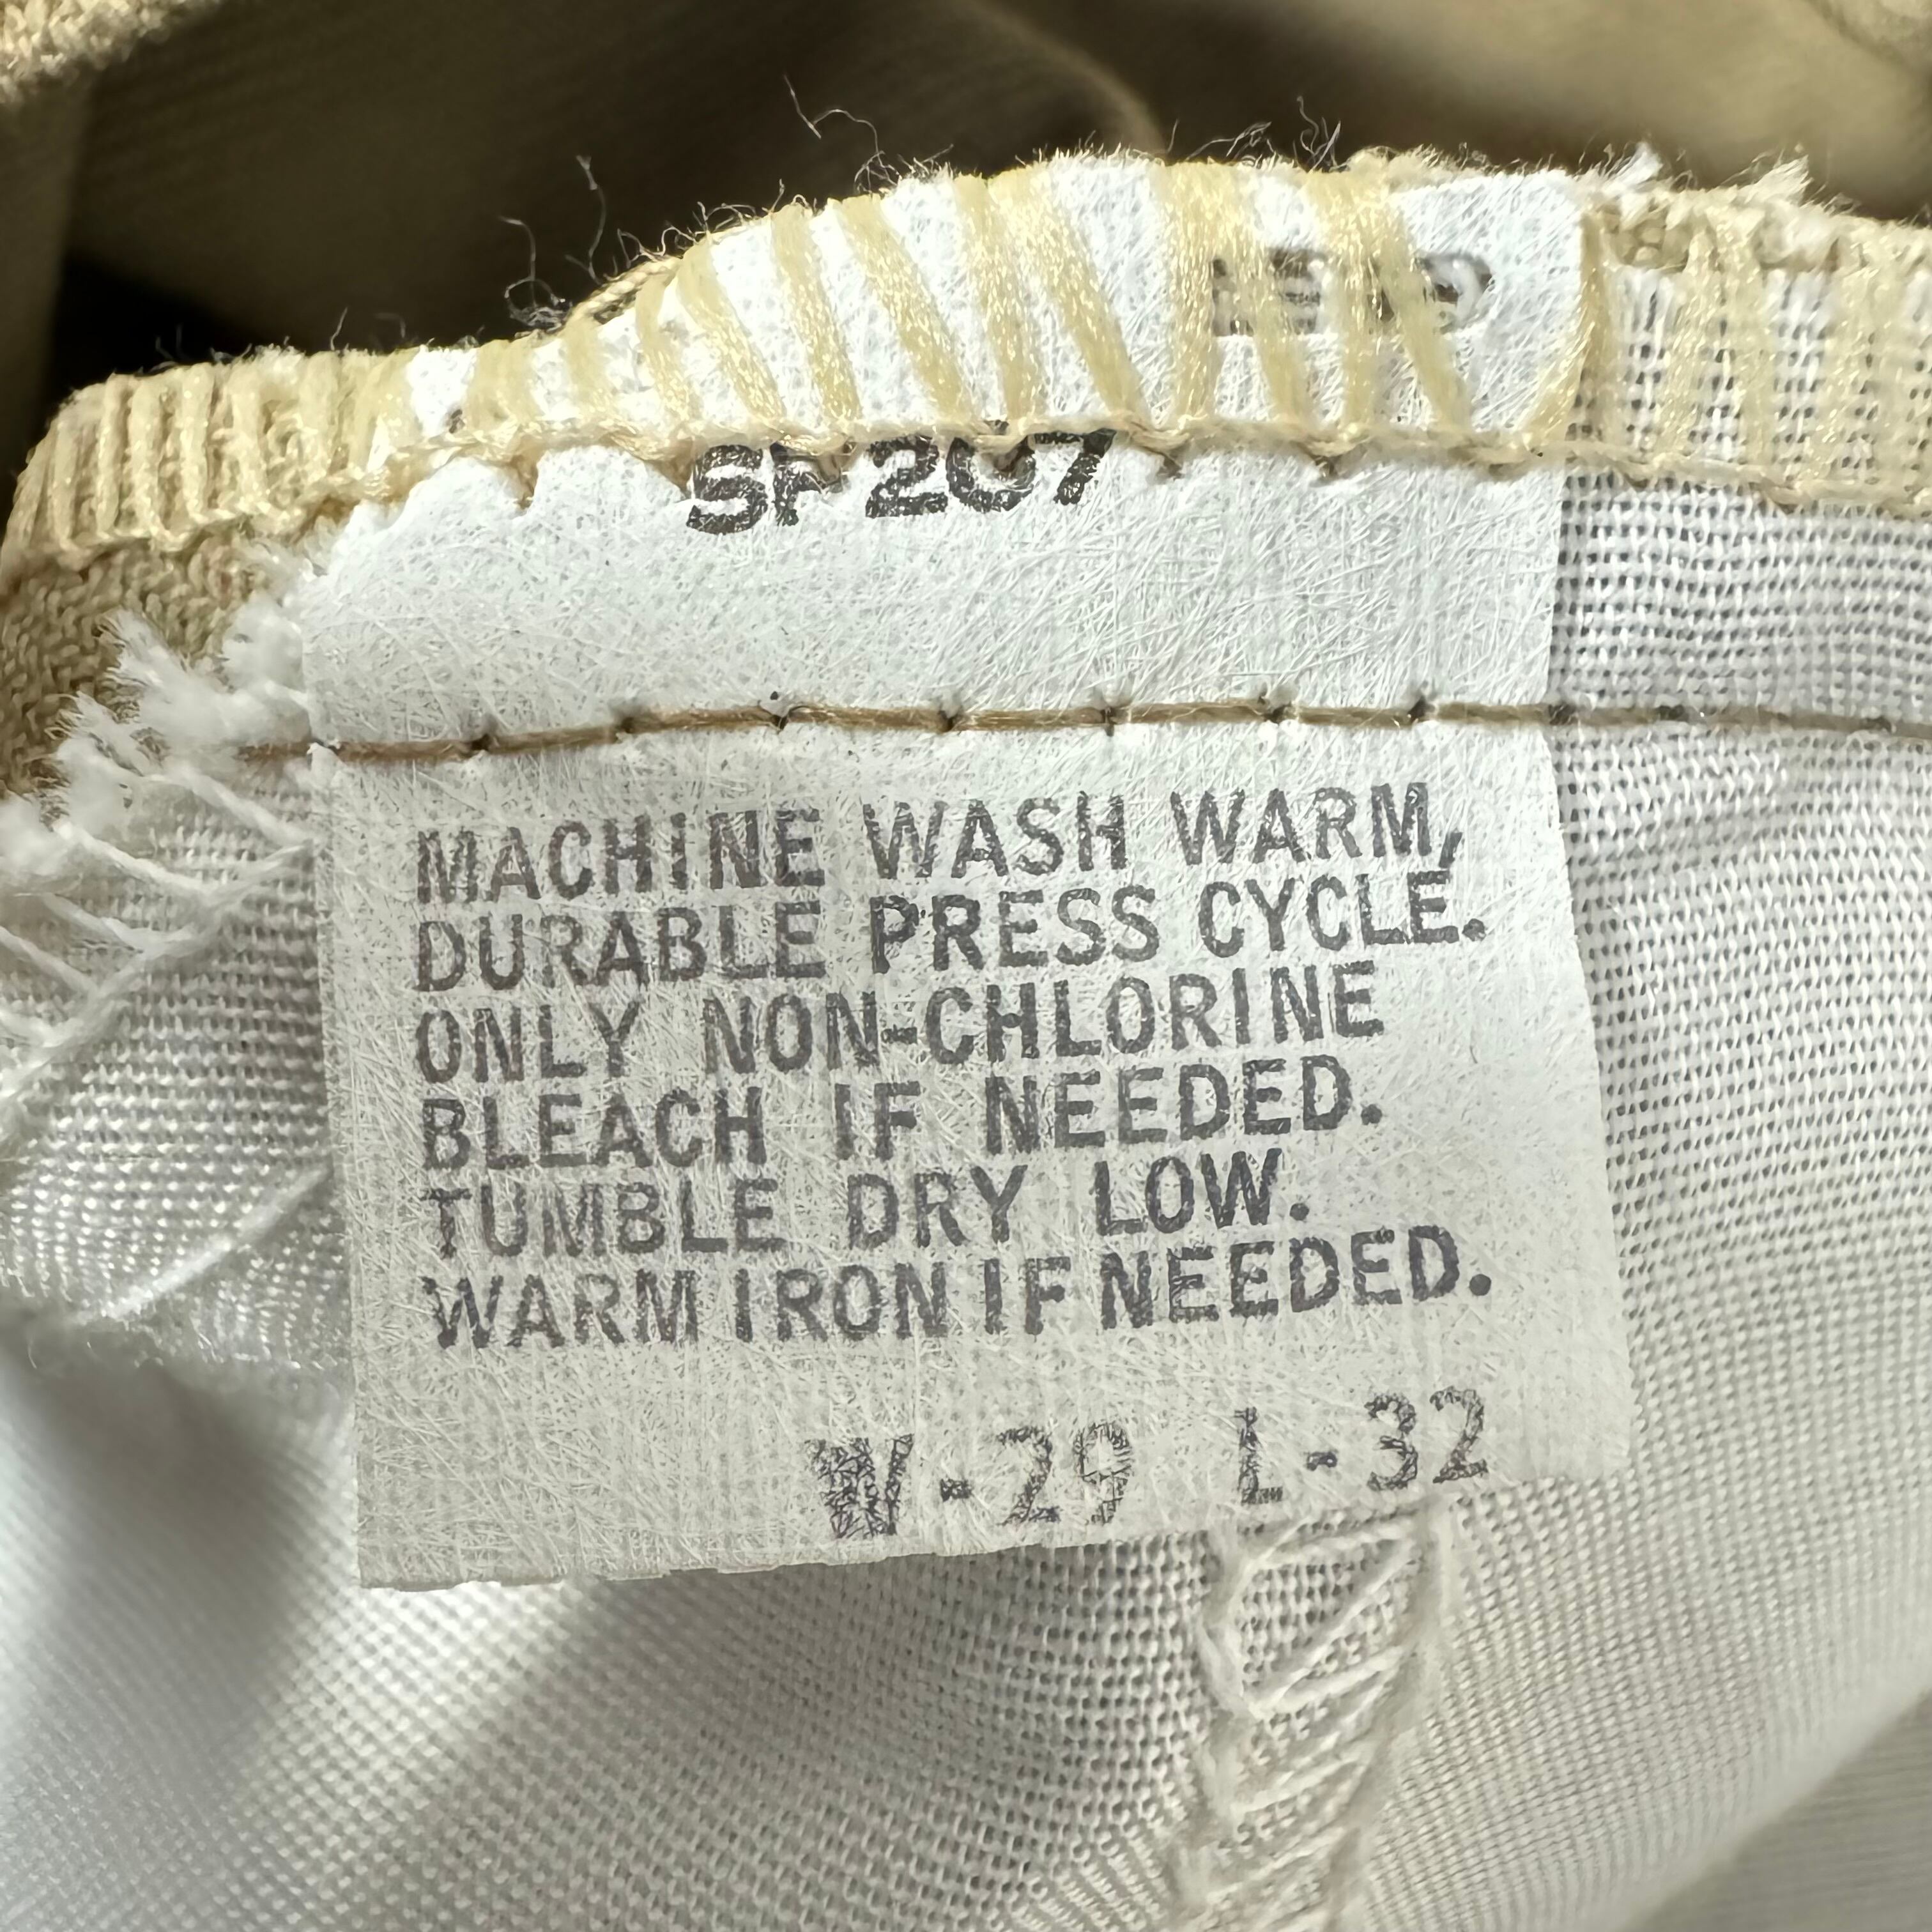 SF207
MACHINE WASH WARM,
DURABLE PRESS CYCLE.
ONLY NON-CHLORINE
BLEACH IF NEEDED.
TUMBLE DRY LOW.
WARM IRON IF NEEDED.
W-29 L-32